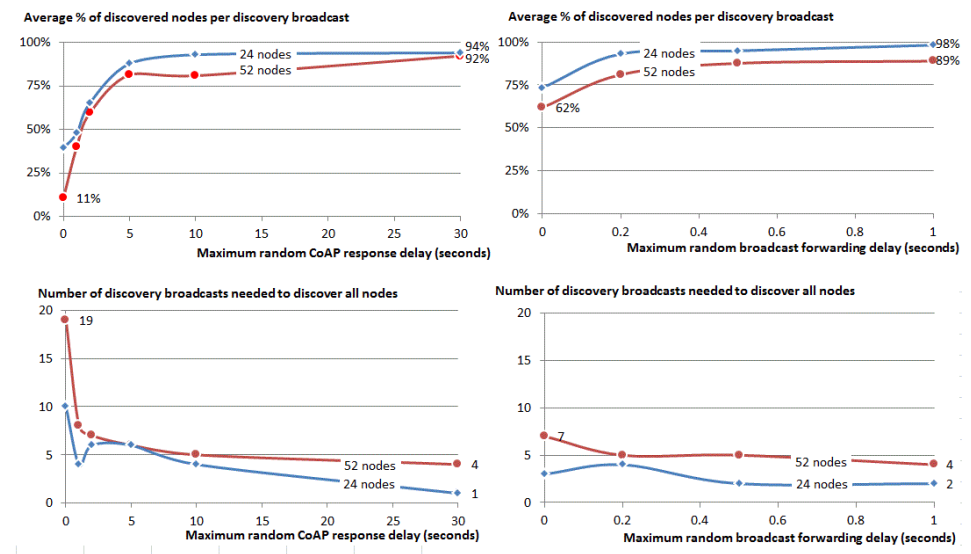 Average % of discovered nodes per discovery broadcast
100%
75%
50%
25%
0%
94%
92%
24 nodes
52 nodes
11%
0 5 10 15 20 25 30
Maximum random CoAP response delay (seconds)
Average % of discovered nodes per discovery broadcast
100%
75%
50%
25%
0%
98%
89%
24 nodes
52 nodes
62%
0 0.2 0.4 0.6 0.8 1
Maximum random broadcast forwarding delay (seconds)
Number of discovery broadcasts needed to discover all nodes
20
15
10
5
0
19
52 nodes
4
24 nodes
1
0 5 10 15 20 25 30
Maximum random CoAP response delay (seconds)
Number of discovery broadcasts needed to discover all nodes
20
15
10
5
0
7
52 nodes
4
24 nodes
2
0 0.2 0.4 0.6 0.8 1
Maximum random broadcast forwarding delay (seconds)